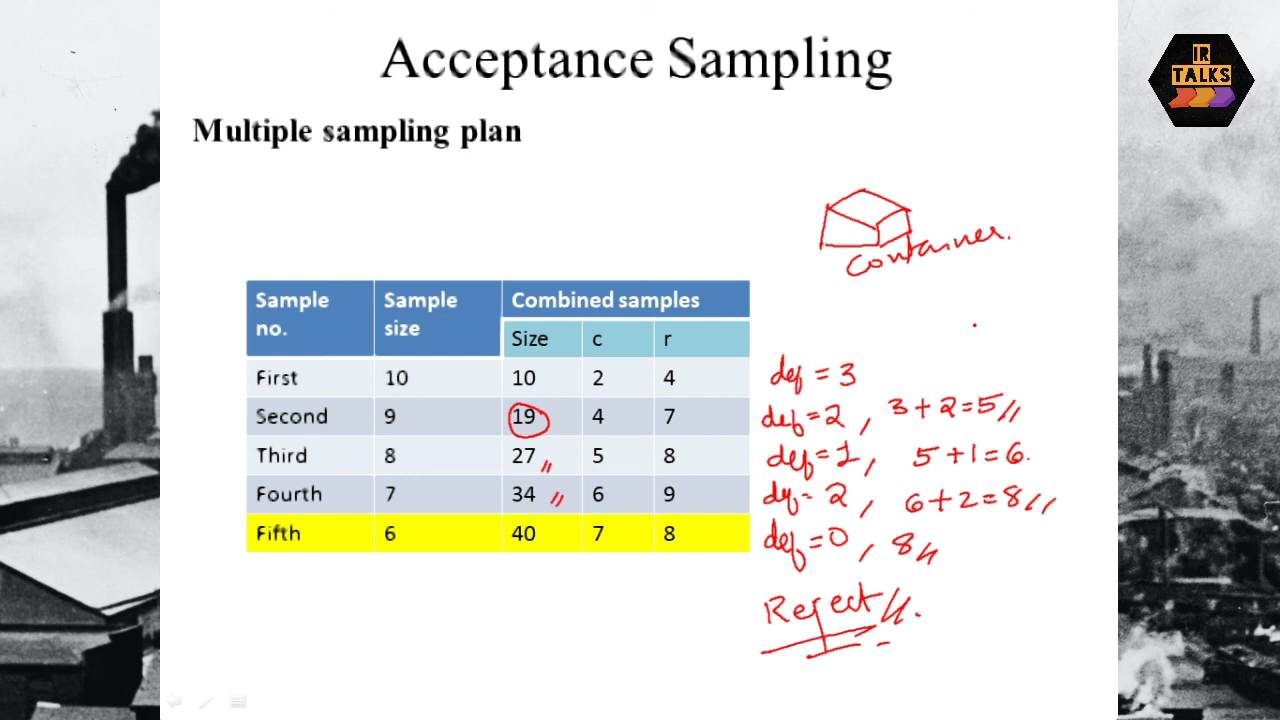 Acceptance Sampling
IR
TALKS
Multiple sampling plan
container.
Sample no. Sample size Combined samples
Size c r
First 10 10 2 4
def = 3
Second 9 19 4 7
def = 2, 3+2=5//
Third 8 27 // 5 8
def = 1, 5+1=6.
Fourth 7 34 // 6 9
def = 2, 6+2=8//
Fifth 6 40 7 8
def = 0, 8//
Reject //.